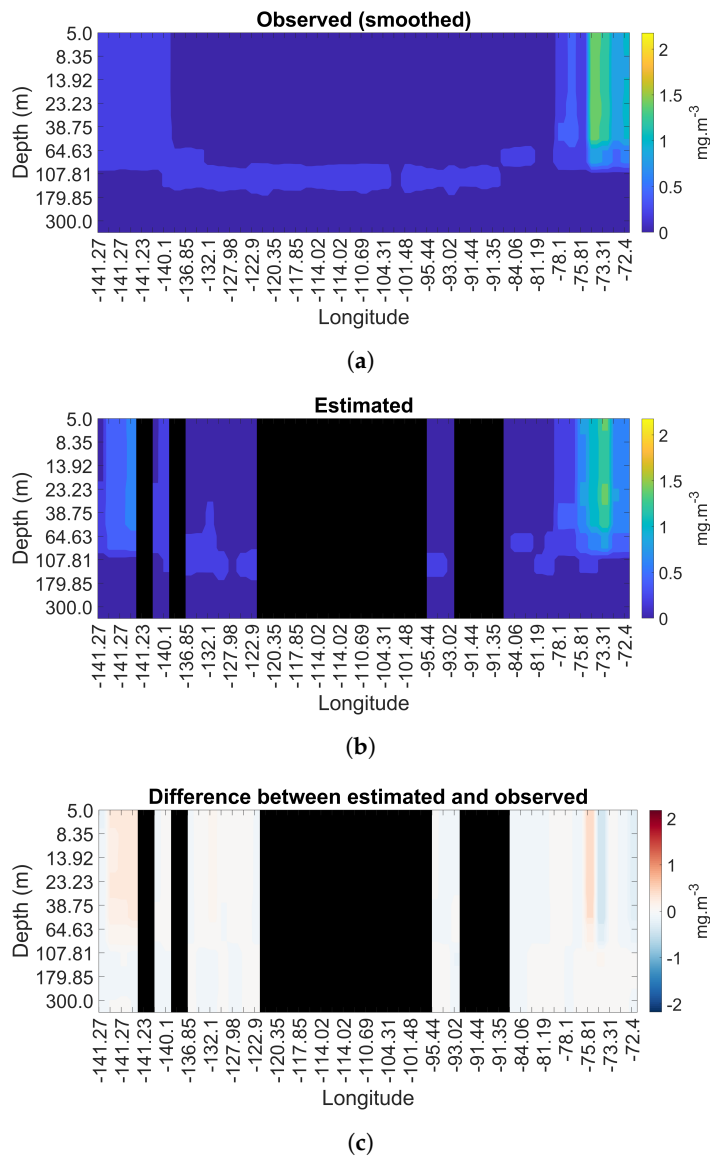 Observed (smoothed)
Depth (m)
5.0
8.35
13.92
23.23
38.75
64.63
107.81
179.85
300.0
-141.27 -141.27 -141.23 -140.1 -136.85 -132.1 -127.98 -122.9 -120.35 -117.85 -114.02 -114.02 -110.69 -104.31 -101.48 -95.44 -93.02 -91.44 -91.35 -84.06 -81.19 -78.1 -75.81 -73.31 -72.4
Longitude
2
1.5
1
0.5
0
mg.m-3
(a)
Estimated
Depth (m)
5.0
8.35
13.92
23.23
38.75
64.63
107.81
179.85
300.0
-141.27 -141.27 -141.23 -140.1 -136.85 -132.1 -127.98 -122.9 -120.35 -117.85 -114.02 -114.02 -110.69 -104.31 -101.48 -95.44 -93.02 -91.44 -91.35 -84.06 -81.19 -78.1 -75.81 -73.31 -72.4
Longitude
2
1.5
1
0.5
0
mg.m-3
(b)
Difference between estimated and observed
Depth (m)
5.0
8.35
13.92
23.23
38.75
64.63
107.81
179.85
300.0
-141.27 -141.27 -141.23 -140.1 -136.85 -132.1 -127.98 -122.9 -120.35 -117.85 -114.02 -114.02 -110.69 -104.31 -101.48 -95.44 -93.02 -91.44 -91.35 -84.06 -81.19 -78.1 -75.81 -73.31 -72.4
Longitude
2
1
0
-1
-2
mg.m-3
(c)